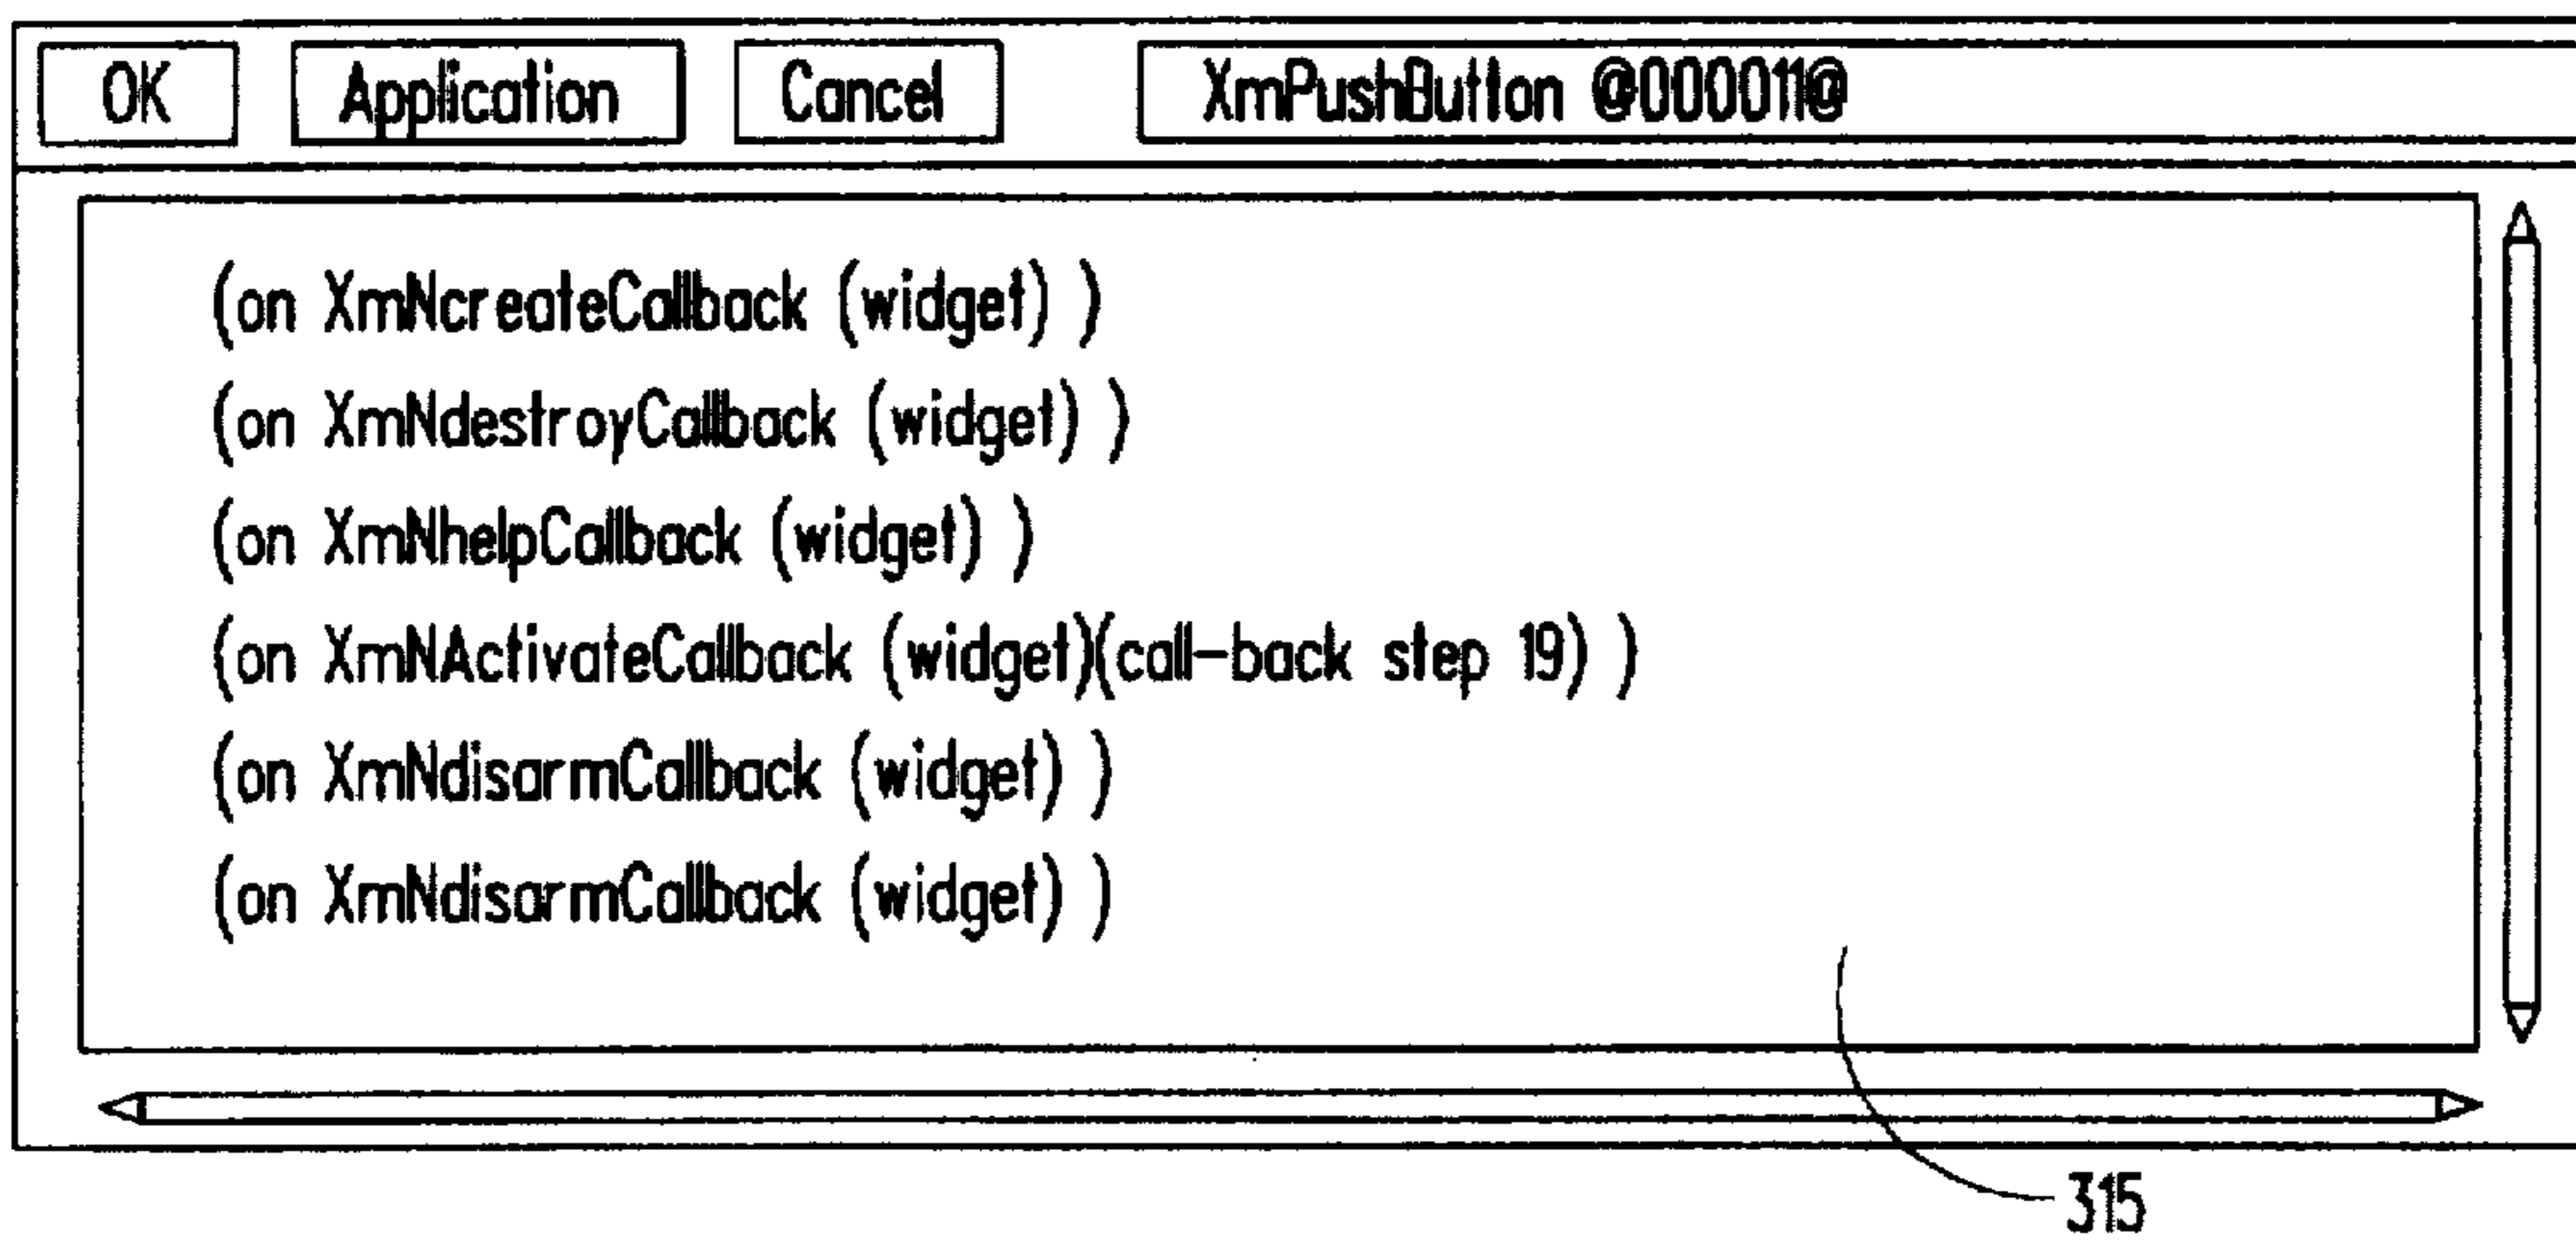 OK Application Cancel XmPushButton @000011@
(on XmNcreateCallback (widget) )
(on XmNdestroyCallback (widget) )
(on XmNhelpCallback (widget) )
(on XmNActivateCallback (widget)(call-back step 19) )
(on XmNdisarmCallback (widget) )
(on XmNdisarmCallback (widget) )
315